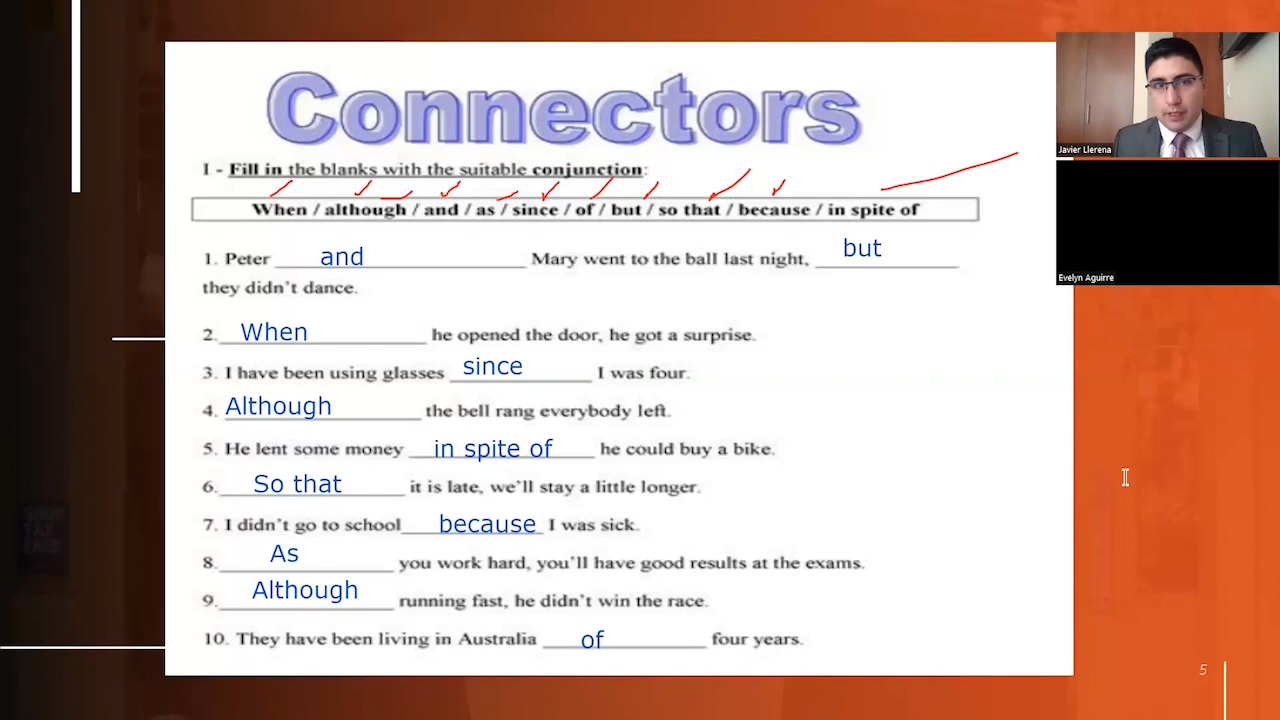 Connectors
I - Fill in the blanks with the suitable conjunction:
When / although / and / as / since / of / but / so that / because / in spite of
1. Peter and Mary went to the ball last night, but
they didn't dance.
2. When he opened the door, he got a surprise.
3. I have been using glasses since I was four.
4. Although the bell rang everybody left.
5. He lent some money in spite of he could buy a bike.
6. So that it is late, we'll stay a little longer.
7. I didn't go to school because I was sick.
8. As you work hard, you'll have good results at the exams.
9. Although running fast, he didn't win the race.
10. They have been living in Australia of four years.
Javier Llerena
Evelyn Aguirre
5